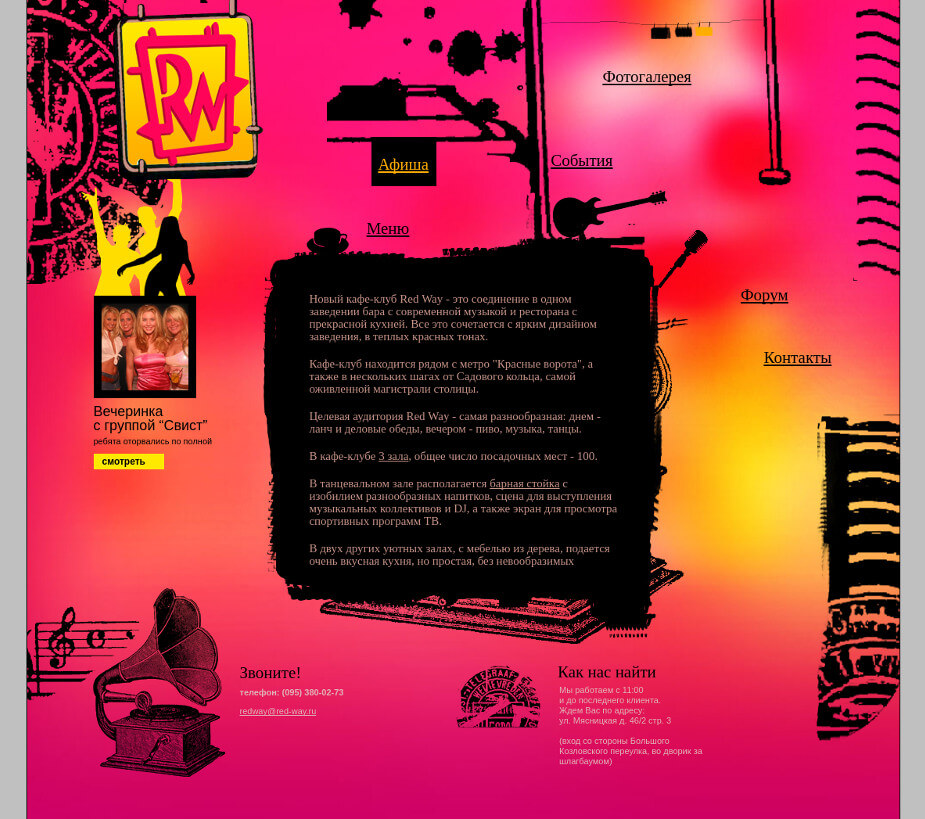 RW
Фотогалерея
События
Афиша
Меню
Форум
Контакты
Новый кафе-клуб Red Way - это соединение в одном
заведении бара с современной музыкой и ресторана с
прекрасной кухней. Все это сочетается с ярким дизайном
заведения, в теплых красных тонах.
Кафе-клуб находится рядом с метро "Красные ворота", а
также в нескольких шагах от Садового кольца, самой
оживленной магистрали столицы.
Целевая аудитория Red Way - самая разнообразная: днем -
ланч и деловые обеды, вечером - пиво, музыка, танцы.
В кафе-клубе 3 зала, общее число посадочных мест - 100.
В танцевальном зале располагается барная стойка с
изобилием разнообразных напитков, сцена для выступления
музыкальных коллективов и DJ, а также экран для просмотра
спортивных программ ТВ.
В двух других уютных залах, с мебелью из дерева, подается
очень вкусная кухня, но простая, без невообразимых
Вечеринка
с группой “Свист”
ребята оторвались по полной
смотреть
Звоните!
телефон: (095) 380-02-73
redway@red-way.ru
Как нас найти
Мы работаем с 11:00
и до последнего клиента.
Ждем Вас по адресу:
ул. Мясницкая д. 46/2 стр. 3
(вход со стороны Большого
Козловского переулка, во дворик за
шлагбаумом)